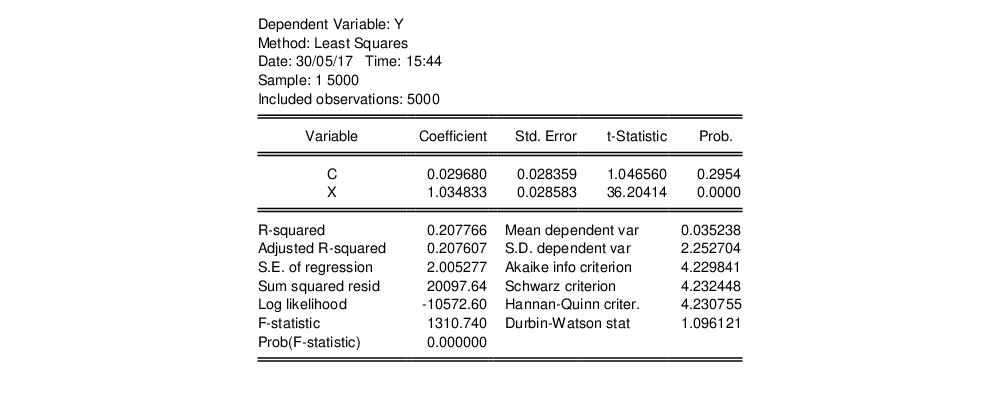 Dependent Variable: Y
Method: Least Squares
Date: 30/05/17 Time: 15:44
Sample: 1 5000
Included observations: 5000
Variable Coefficient Std. Error t-Statistic Prob.
C 0.029680 0.028359 1.046560 0.2954
X 1.034833 0.028583 36.20414 0.0000
R-squared 0.207766 Mean dependent var 0.035238
Adjusted R-squared 0.207607 S.D. dependent var 2.252704
S.E. of regression 2.005277 Akaike info criterion 4.229841
Sum squared resid 20097.64 Schwarz criterion 4.232448
Log likelihood -10572.60 Hannan-Quinn criter. 4.230755
F-statistic 1310.740 Durbin-Watson stat 1.096121
Prob(F-statistic) 0.000000